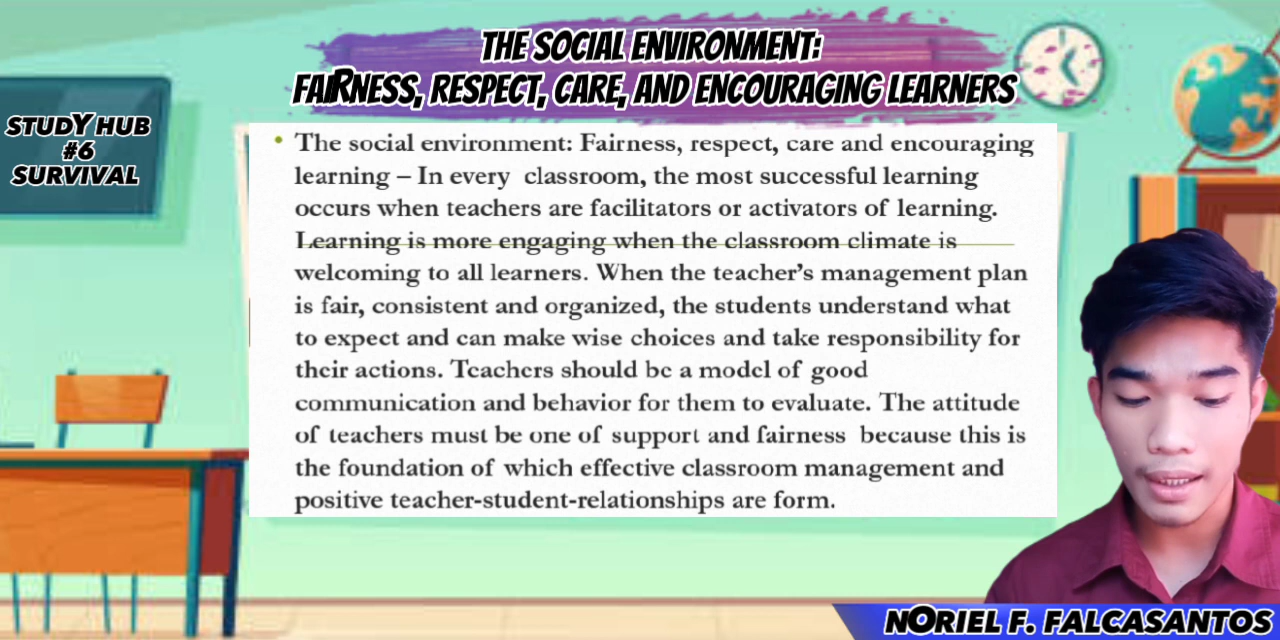 THE SOCIAL ENVIRONMENT:
FAIRNESS, RESPECT, CARE, AND ENCOURAGING LEARNERS
STUDY HUB
#6
SURVIVAL
• The social environment: Fairness, respect, care and encouraging
learning – In every classroom, the most successful learning
occurs when teachers are facilitators or activators of learning.
Learning is more engaging when the classroom climate is
welcoming to all learners. When the teacher's management plan
is fair, consistent and organized, the students understand what
to expect and can make wise choices and take responsibility for
their actions. Teachers should be a model of good
communication and behavior for them to evaluate. The attitude
of teachers must be one of support and fairness because this is
the foundation of which effective classroom management and
positive teacher-student-relationships are form.
NORIEL F. FALCASANTOS